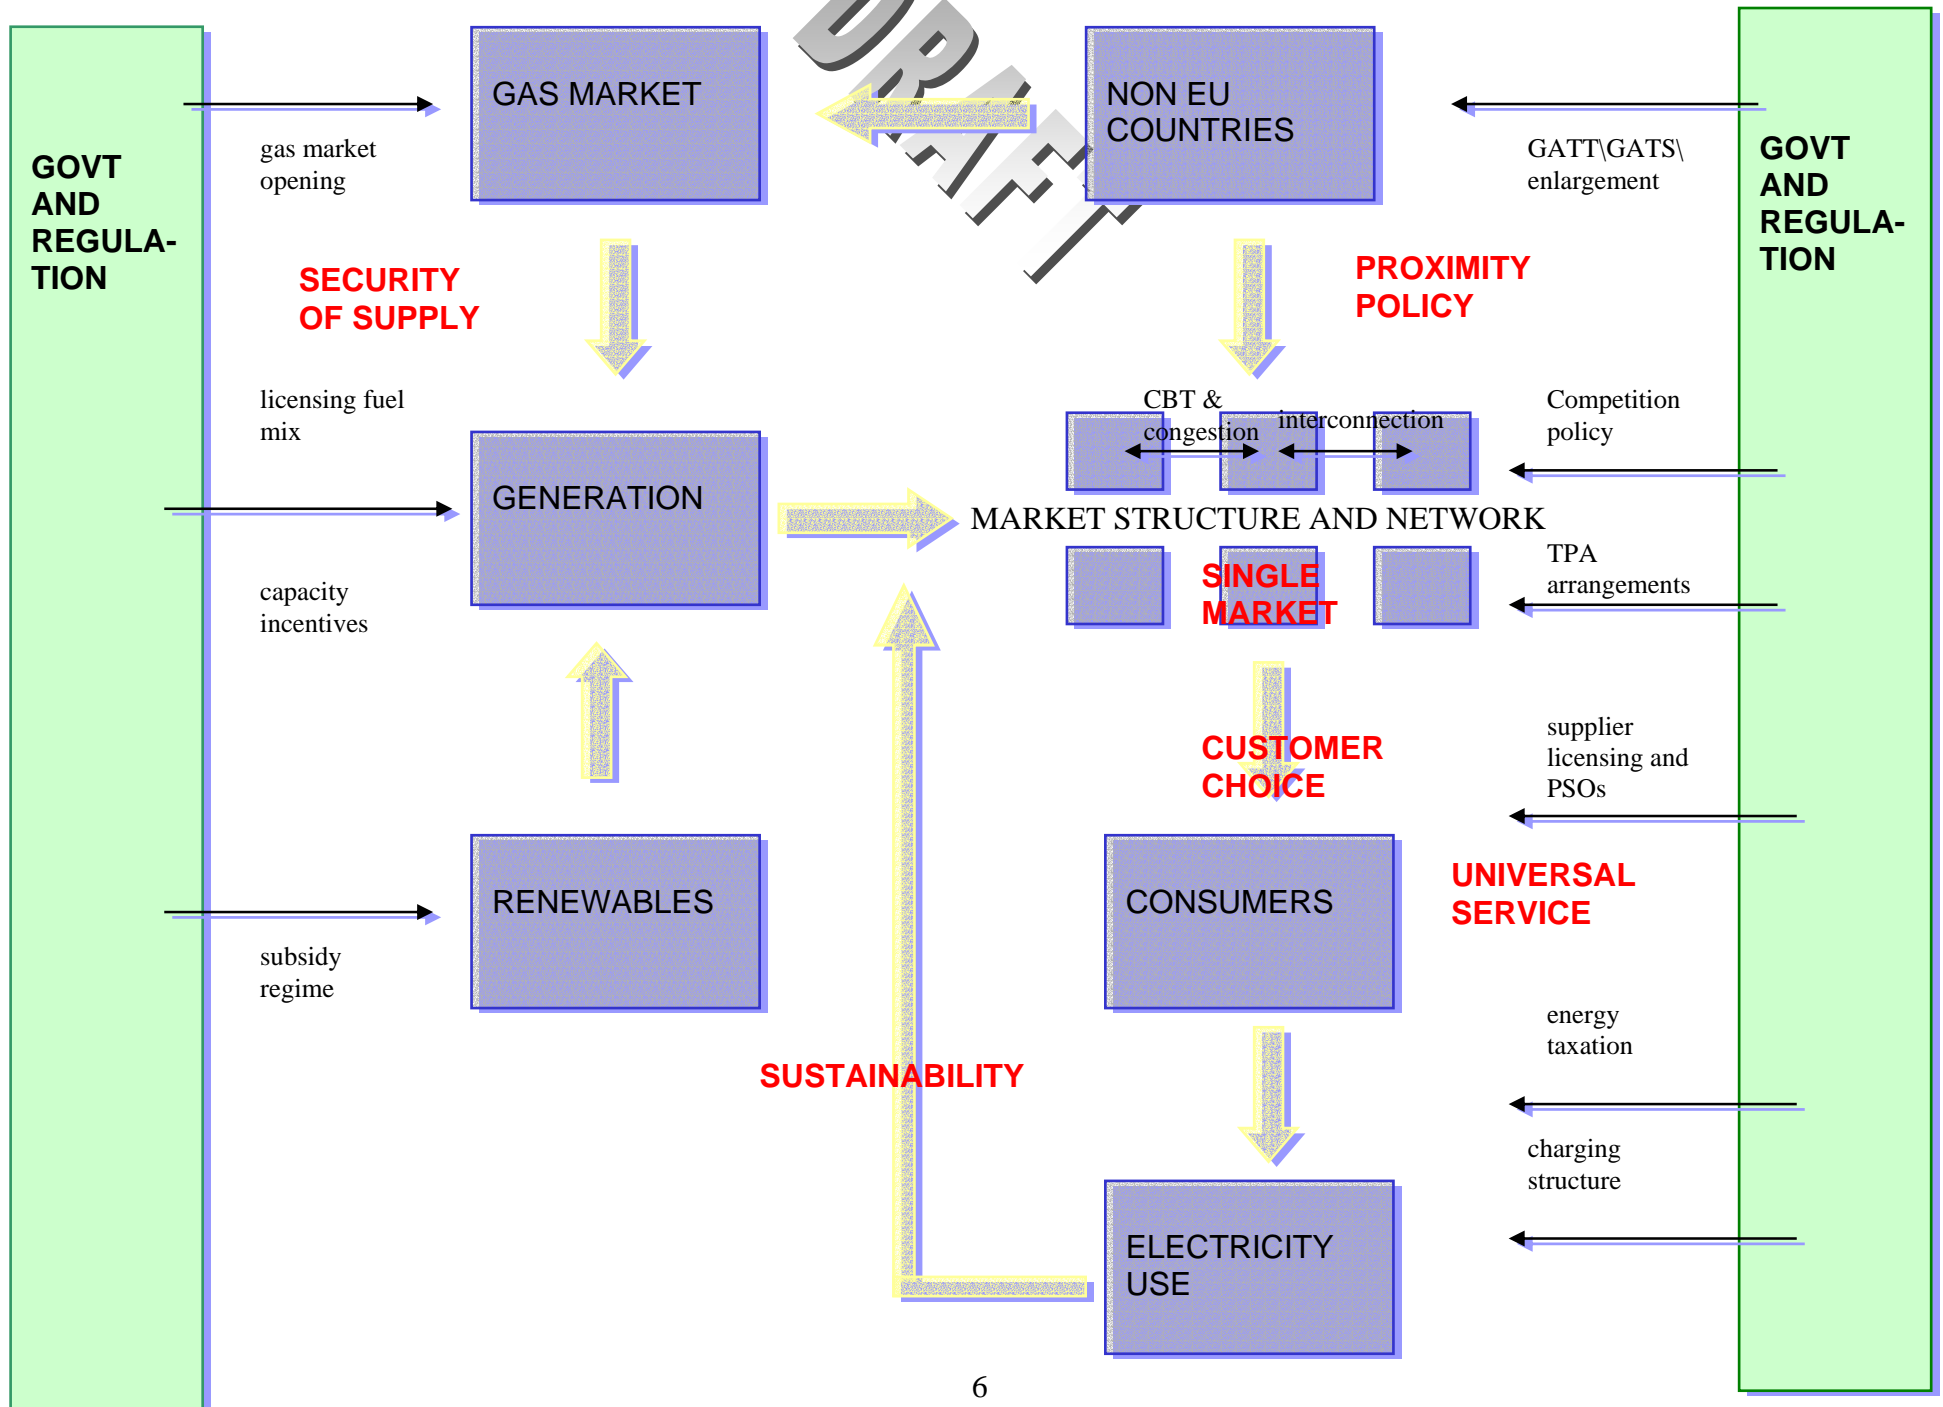 DRAFT
GAS MARKET
NON EU
COUNTRIES
GOVT
AND
REGULA-
TION
gas market
opening
GATT\GATS\
enlargement
GOVT
AND
REGULA-
TION
SECURITY
OF SUPPLY
PROXIMITY
POLICY
licensing fuel
mix
CBT &
congestion
interconnection
Competition
policy
GENERATION
MARKET STRUCTURE AND NETWORK
capacity
incentives
SINGLE
MARKET
TPA
arrangements
CUSTOMER
CHOICE
supplier
licensing and
PSOs
RENEWABLES
CONSUMERS
UNIVERSAL
SERVICE
subsidy
regime
SUSTAINABILITY
energy
taxation
charging
structure
ELECTRICITY
USE
6